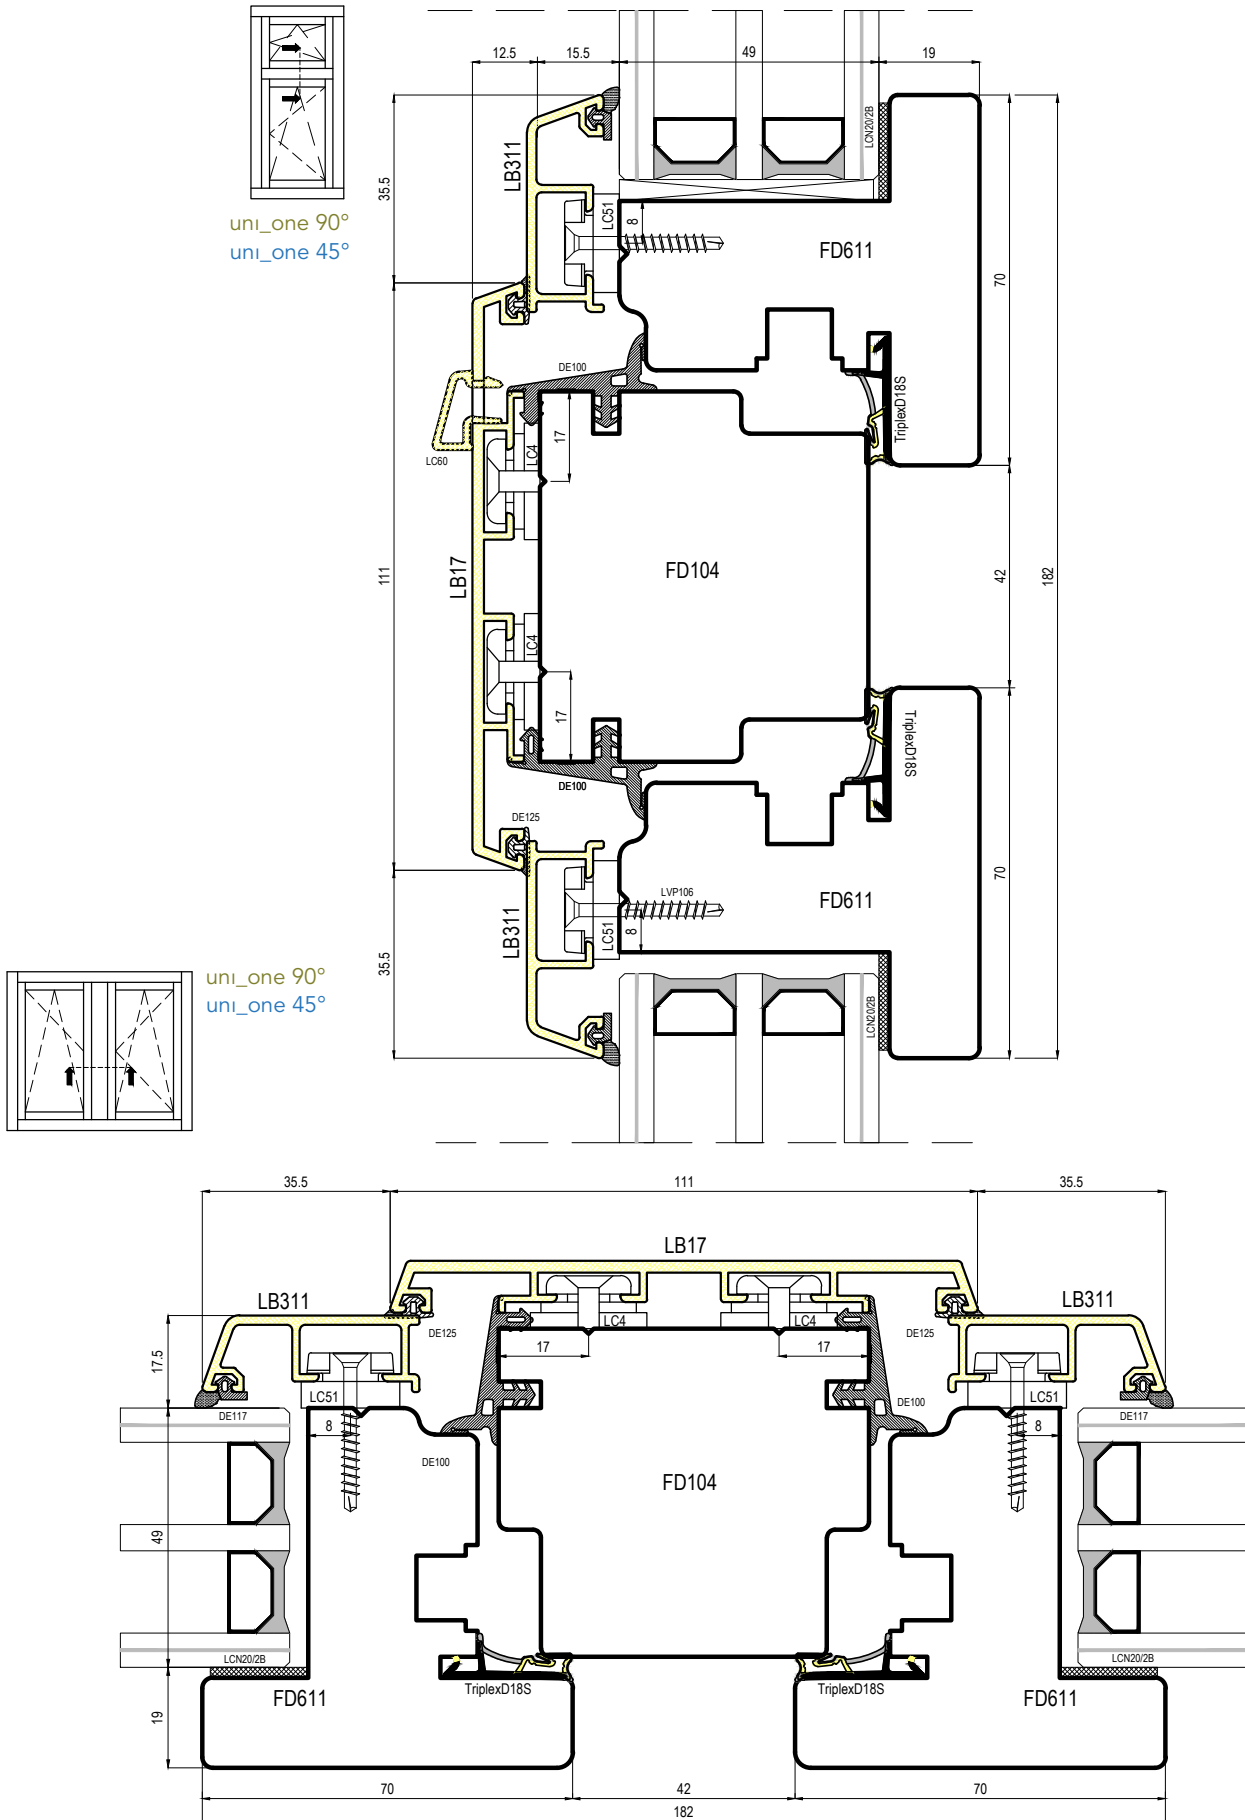 12.5 15.5 49 19
LCN20/2B
35.5
LB311
LC51
8
FD611
70
182
uni_one 90°
uni_one 45°
DE100
TriplexD18S
17
LC4
LC60
111
LB17
FD104
42
LC4
17
TriplexD18S
DE100
DE125
70
LVP106
FD611
LB311
LC51
8
35.5
LCN20/2B
uni_one 90°
uni_one 45°
35.5 111 35.5
LB17
LB311 LB311
LC4 LC4
DE125 DE125
17 17
17.5
LC51 LC51
DE100
DE117 DE117
8 8
DE100
FD104
49
LCN20/2B
TriplexD18S TriplexD18S
FD611 FD611
19
70 42 70
182